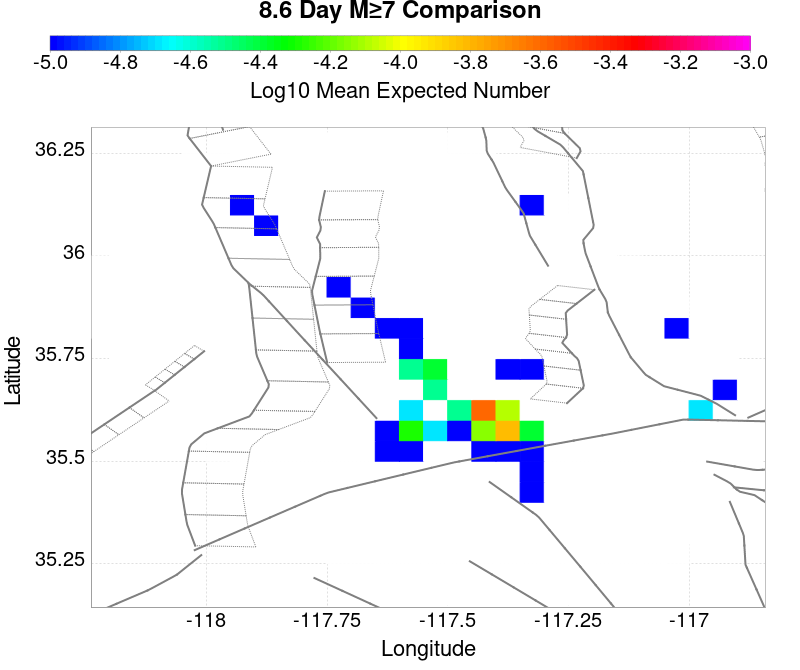 8.6 Day M≥7 Comparison
-5.0 -4.8 -4.6 -4.4 -4.2 -4.0 -3.8 -3.6 -3.4 -3.2 -3.0
Log10 Mean Expected Number
36.25
36
35.75
35.5
35.25
Latitude
-118 -117.75 -117.5 -117.25 -117
Longitude